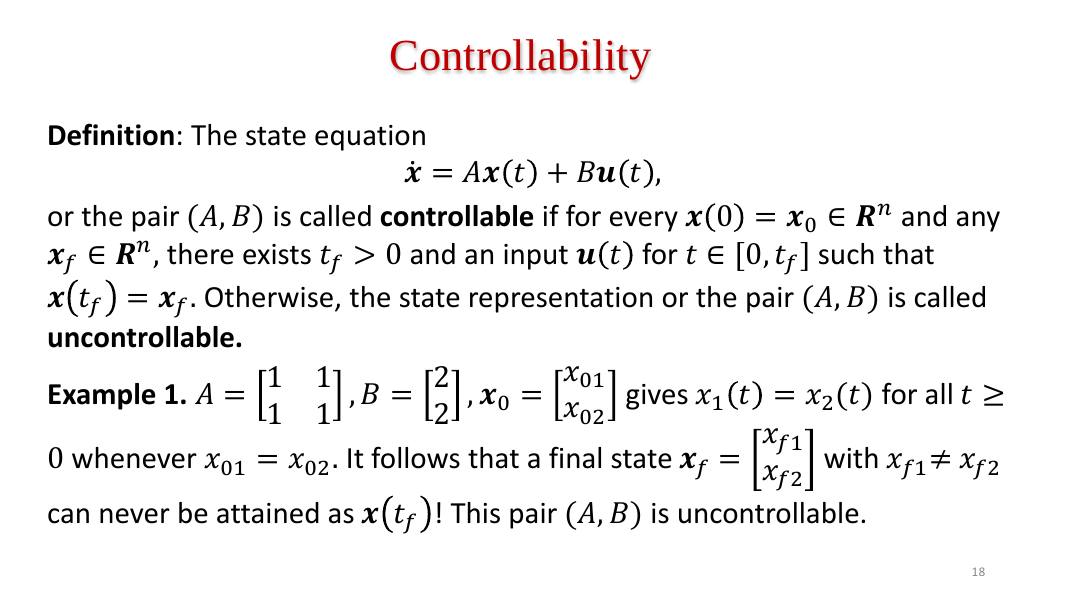 Controllability
Definition: The state equation
𝒙̇ = 𝐴𝒙(𝑡) + 𝐵𝒖(𝑡),
or the pair (𝐴, 𝐵) is called controllable if for every 𝒙(0) = 𝒙₀ ∈ 𝑹ⁿ and any
𝒙_𝑓 ∈ 𝑹ⁿ, there exists 𝑡_𝑓 > 0 and an input 𝒖(𝑡) for 𝑡 ∈ [0, 𝑡_𝑓] such that
𝒙(𝑡_𝑓) = 𝒙_𝑓. Otherwise, the state representation or the pair (𝐴, 𝐵) is called
uncontrollable.
Example 1. 𝐴 = [1 1; 1 1], 𝐵 = [2; 2], 𝒙₀ = [𝑥₀₁; 𝑥₀₂] gives 𝑥₁(𝑡) = 𝑥₂(𝑡) for all 𝑡 ≥
0 whenever 𝑥₀₁ = 𝑥₀₂. It follows that a final state 𝒙_𝑓 = [𝑥_𝑓₁; 𝑥_𝑓₂] with 𝑥_𝑓₁≠ 𝑥_𝑓₂
can never be attained as 𝒙(𝑡_𝑓)! This pair (𝐴, 𝐵) is uncontrollable.
18